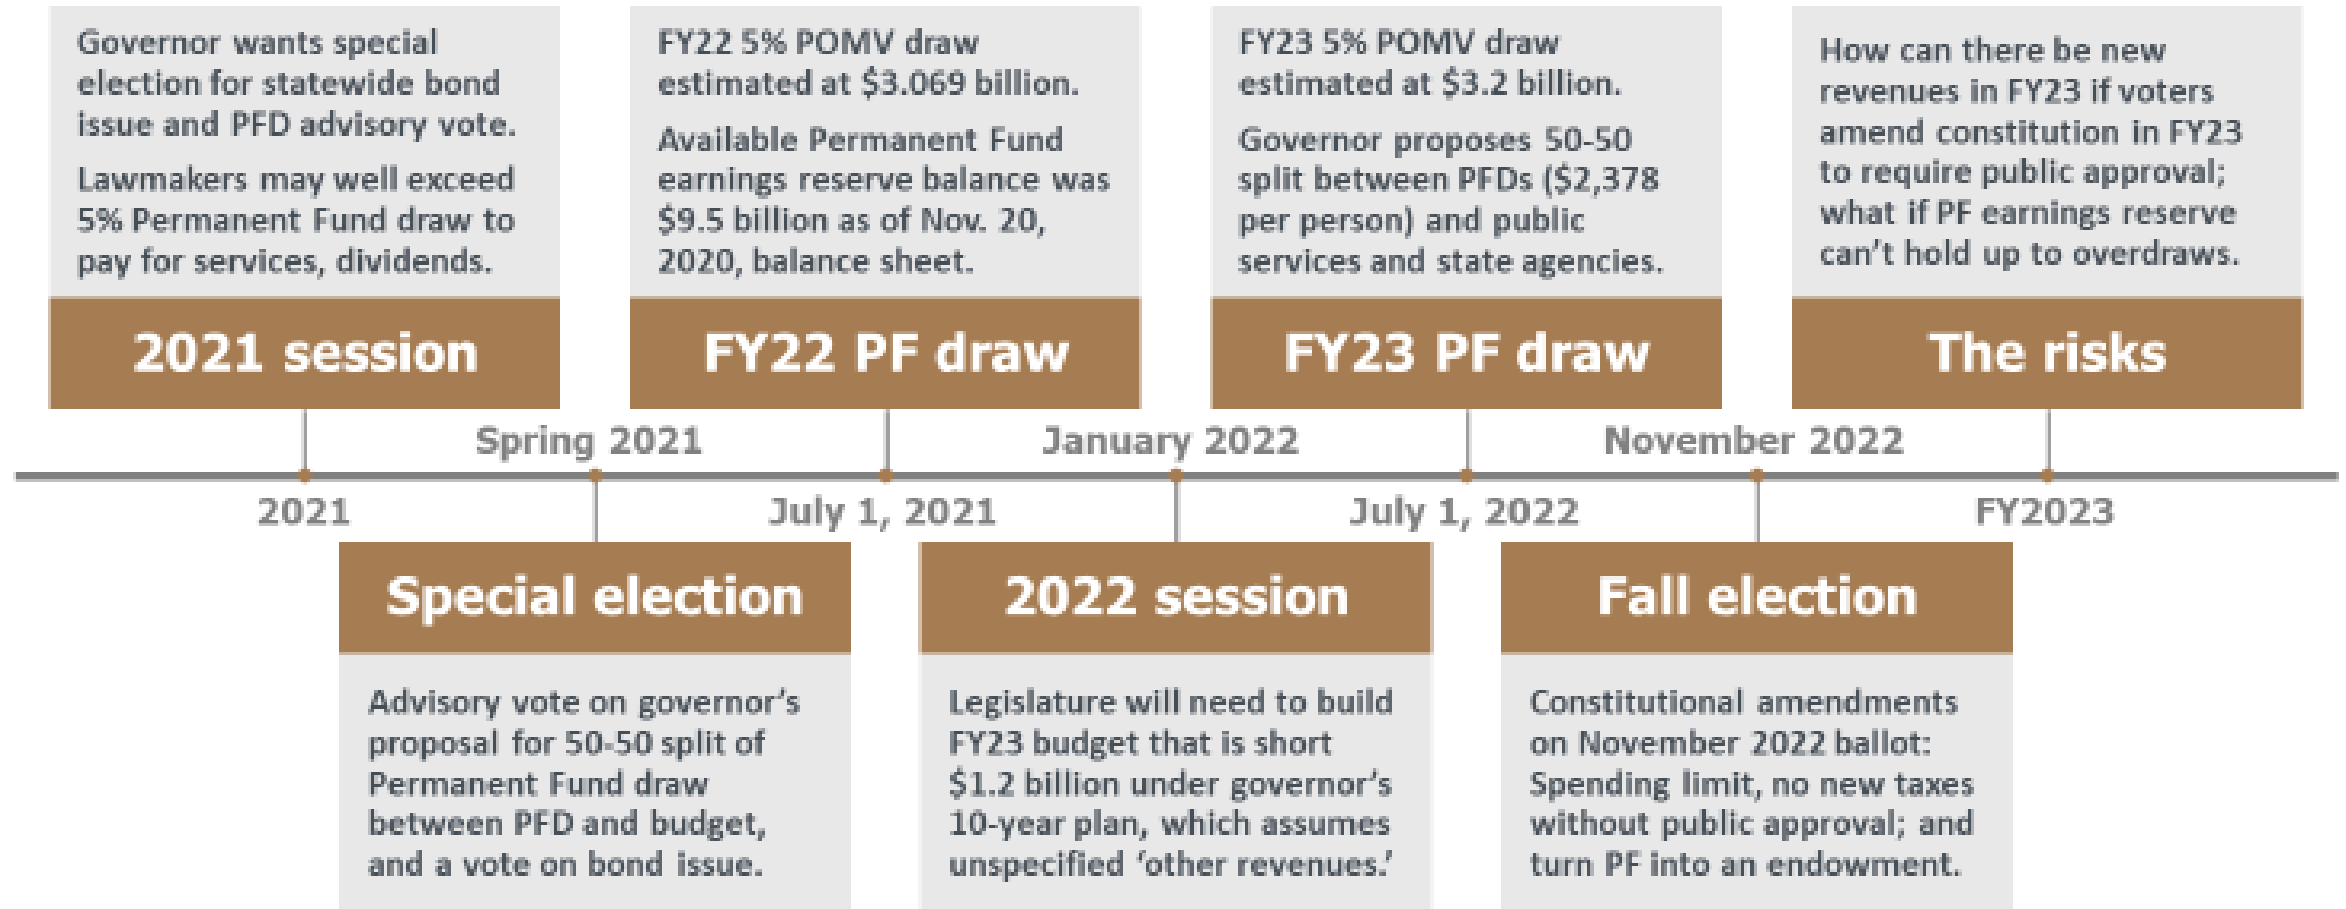 Governor wants special
election for statewide bond
issue and PFD advisory vote.
Lawmakers may well exceed
5% Permanent Fund draw to
pay for services, dividends.
2021 session
2021
Spring 2021
Special election
Advisory vote on governor's
proposal for 50-50 split of
Permanent Fund draw
between PFD and budget,
and a vote on bond issue.
FY22 5% POMV draw
estimated at $3.069 billion.
Available Permanent Fund
earnings reserve balance was
$9.5 billion as of Nov. 20,
2020, balance sheet.
FY22 PF draw
July 1, 2021
January 2022
2022 session
Legislature will need to build
FY23 budget that is short
$1.2 billion under governor's
10-year plan, which assumes
unspecified 'other revenues.'
FY23 5% POMV draw
estimated at $3.2 billion.
Governor proposes 50-50
split between PFDs ($2,378
per person) and public
services and state agencies.
FY23 PF draw
July 1, 2022
November 2022
Fall election
Constitutional amendments
on November 2022 ballot:
Spending limit, no new taxes
without public approval; and
turn PF into an endowment.
How can there be new
revenues in FY23 if voters
amend constitution in FY23
to require public approval;
what if PF earnings reserve
can't hold up to overdraws.
The risks
FY2023